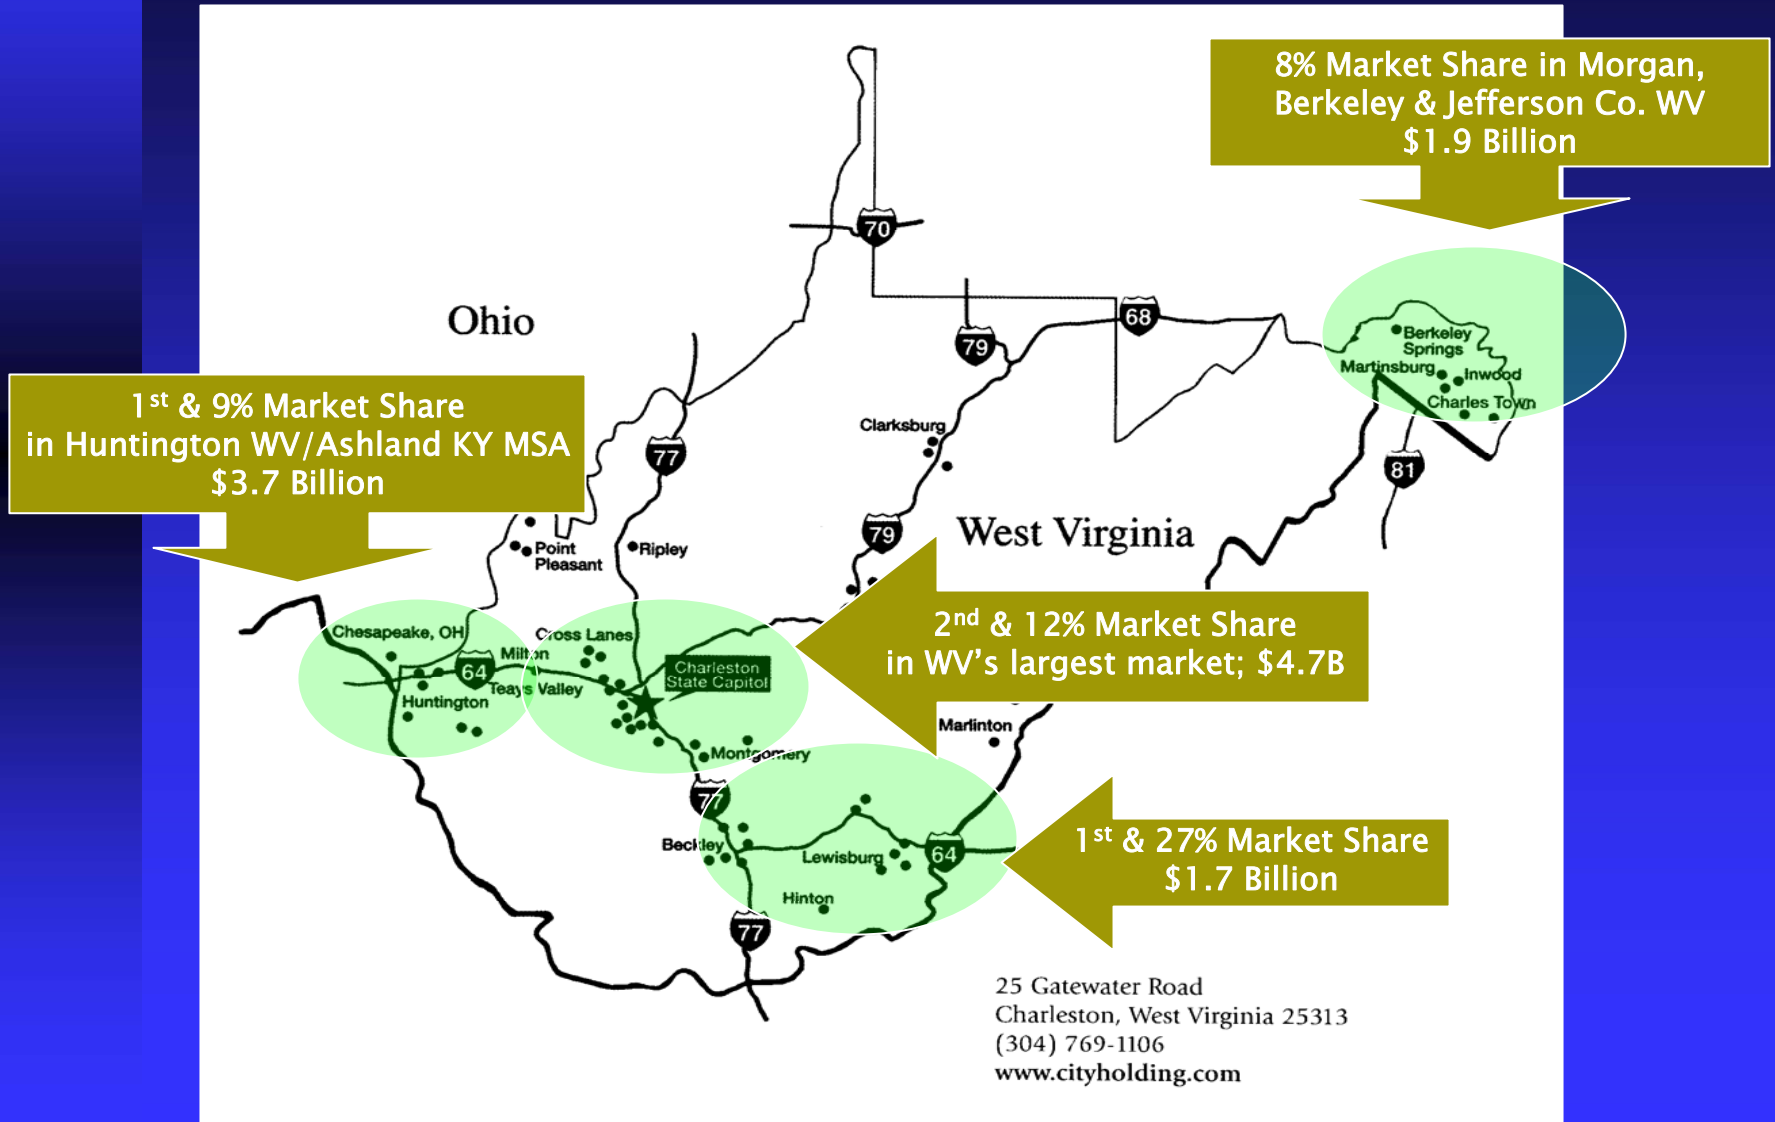 8% Market Share in Morgan,
Berkeley & Jefferson Co. WV
$1.9 Billion
70
Ohio
68
79
Berkeley
Springs
Martinsburg
Inwood
Charles Town
1st & 9% Market Share
in Huntington WV/Ashland KY MSA
$3.7 Billion
Clarksburg
77
81
79
West Virginia
Point
Pleasant
Ripley
2nd & 12% Market Share
in WV’s largest market; $4.7B
Chesapeake, OH
Cross Lanes
Milton
64
Teays Valley
Charleston
State Capitol
Huntington
Marlinton
Montgomery
77
1st & 27% Market Share
$1.7 Billion
Beckley
Lewisburg
64
Hinton
77
25 Gatewater Road
Charleston, West Virginia 25313
(304) 769-1106
www.cityholding.com